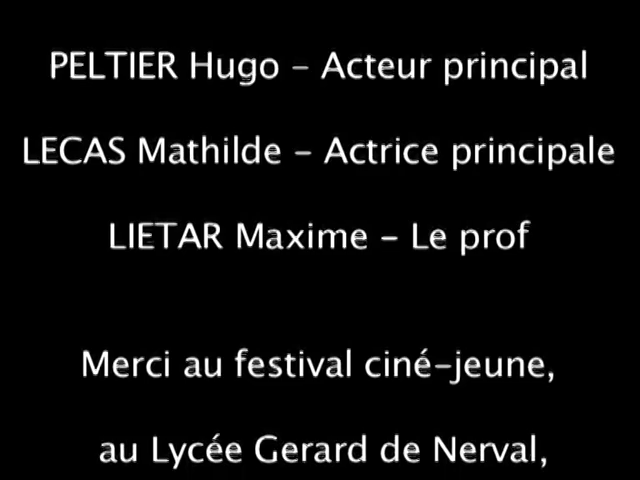 PELTIER Hugo - Acteur principal
LECAS Mathilde - Actrice principale
LIETAR Maxime - Le prof
Merci au festival ciné-jeune,
au Lycée Gerard de Nerval,